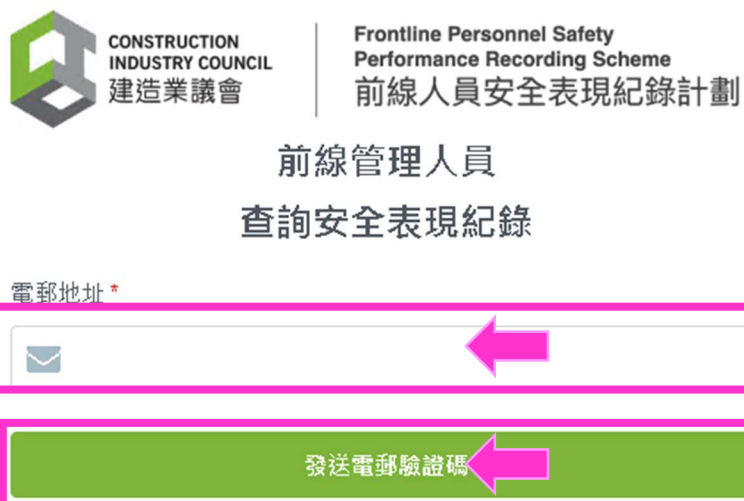 CONSTRUCTION
INDUSTRY COUNCIL
建造業議會
Frontline Personnel Safety
Performance Recording Scheme
前線人員安全表現紀錄計劃
前線管理人員
查詢安全表現紀錄
電郵地址*
發送電郵驗證碼